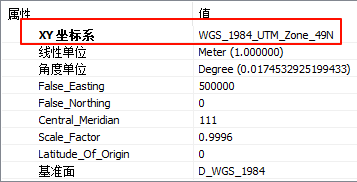 属性 值
XY 坐标系 WGS_1984_UTM_Zone_49N
线性单位 Meter (1.000000)
角度单位 Degree (0.0174532925199433)
False_Easting 500000
False_Northing 0
Central_Meridian 111
Scale_Factor 0.9996
Latitude_Of_Origin 0
基准面 D_WGS_1984